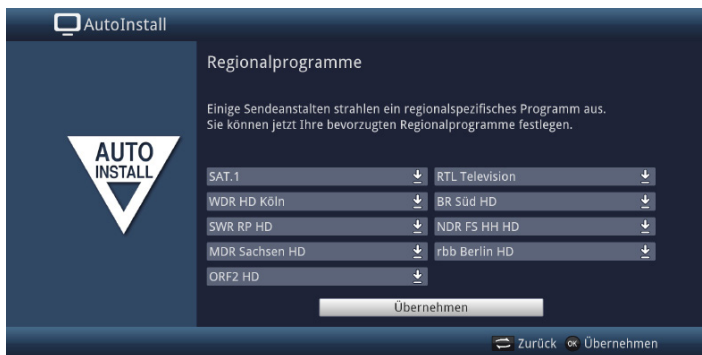 AutoInstall
Regionalprogramme
Einige Sendeanstalten strahlen ein regionalspezifisches Programm aus.
Sie können jetzt Ihre bevorzugten Regionalprogramme festlegen.
AUTO
INSTALL
SAT.1
RTL Television
WDR HD Köln
BR Süd HD
SWR RP HD
NDR FS HH HD
MDR Sachsen HD
rbb Berlin HD
ORF2 HD
Übernehmen
Zurück OK Übernehmen